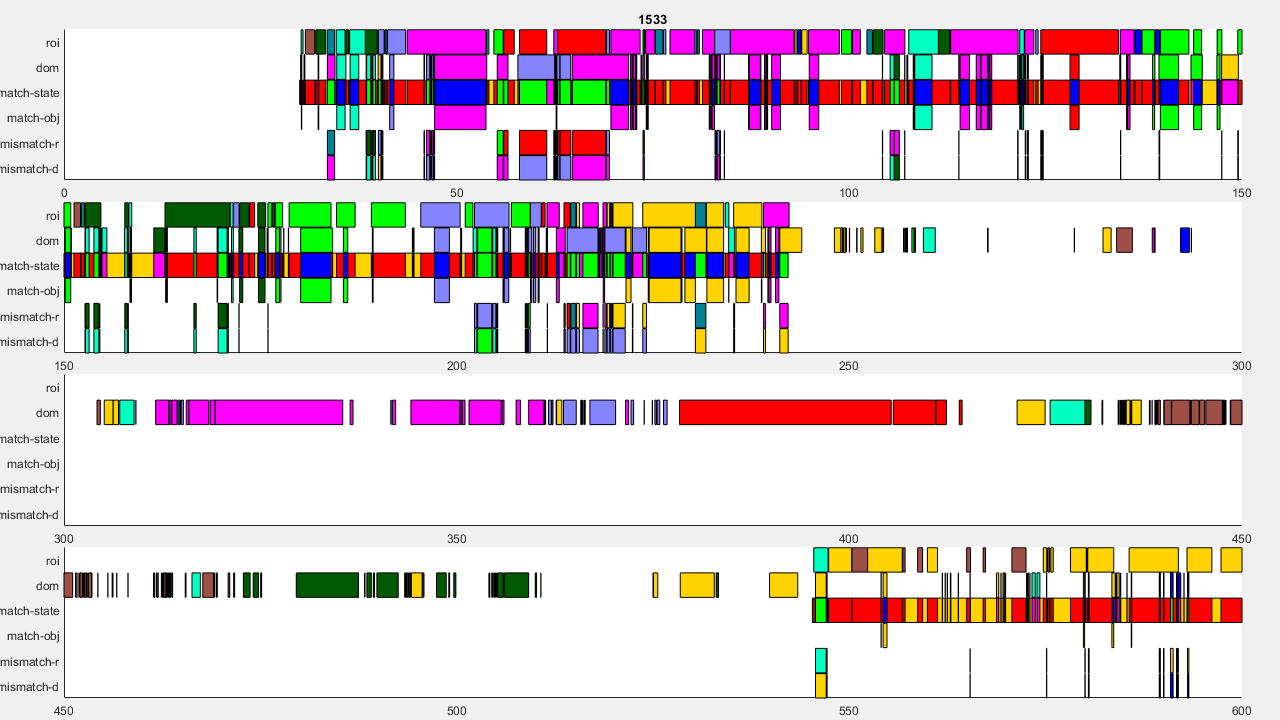 1533
roi
dom
match-state
match-obj
mismatch-r
mismatch-d
0 50 100 150
roi
dom
match-state
match-obj
mismatch-r
mismatch-d
150 200 250 300
roi
dom
match-state
match-obj
mismatch-r
mismatch-d
300 350 400 450
roi
dom
match-state
match-obj
mismatch-r
mismatch-d
450 500 550 600